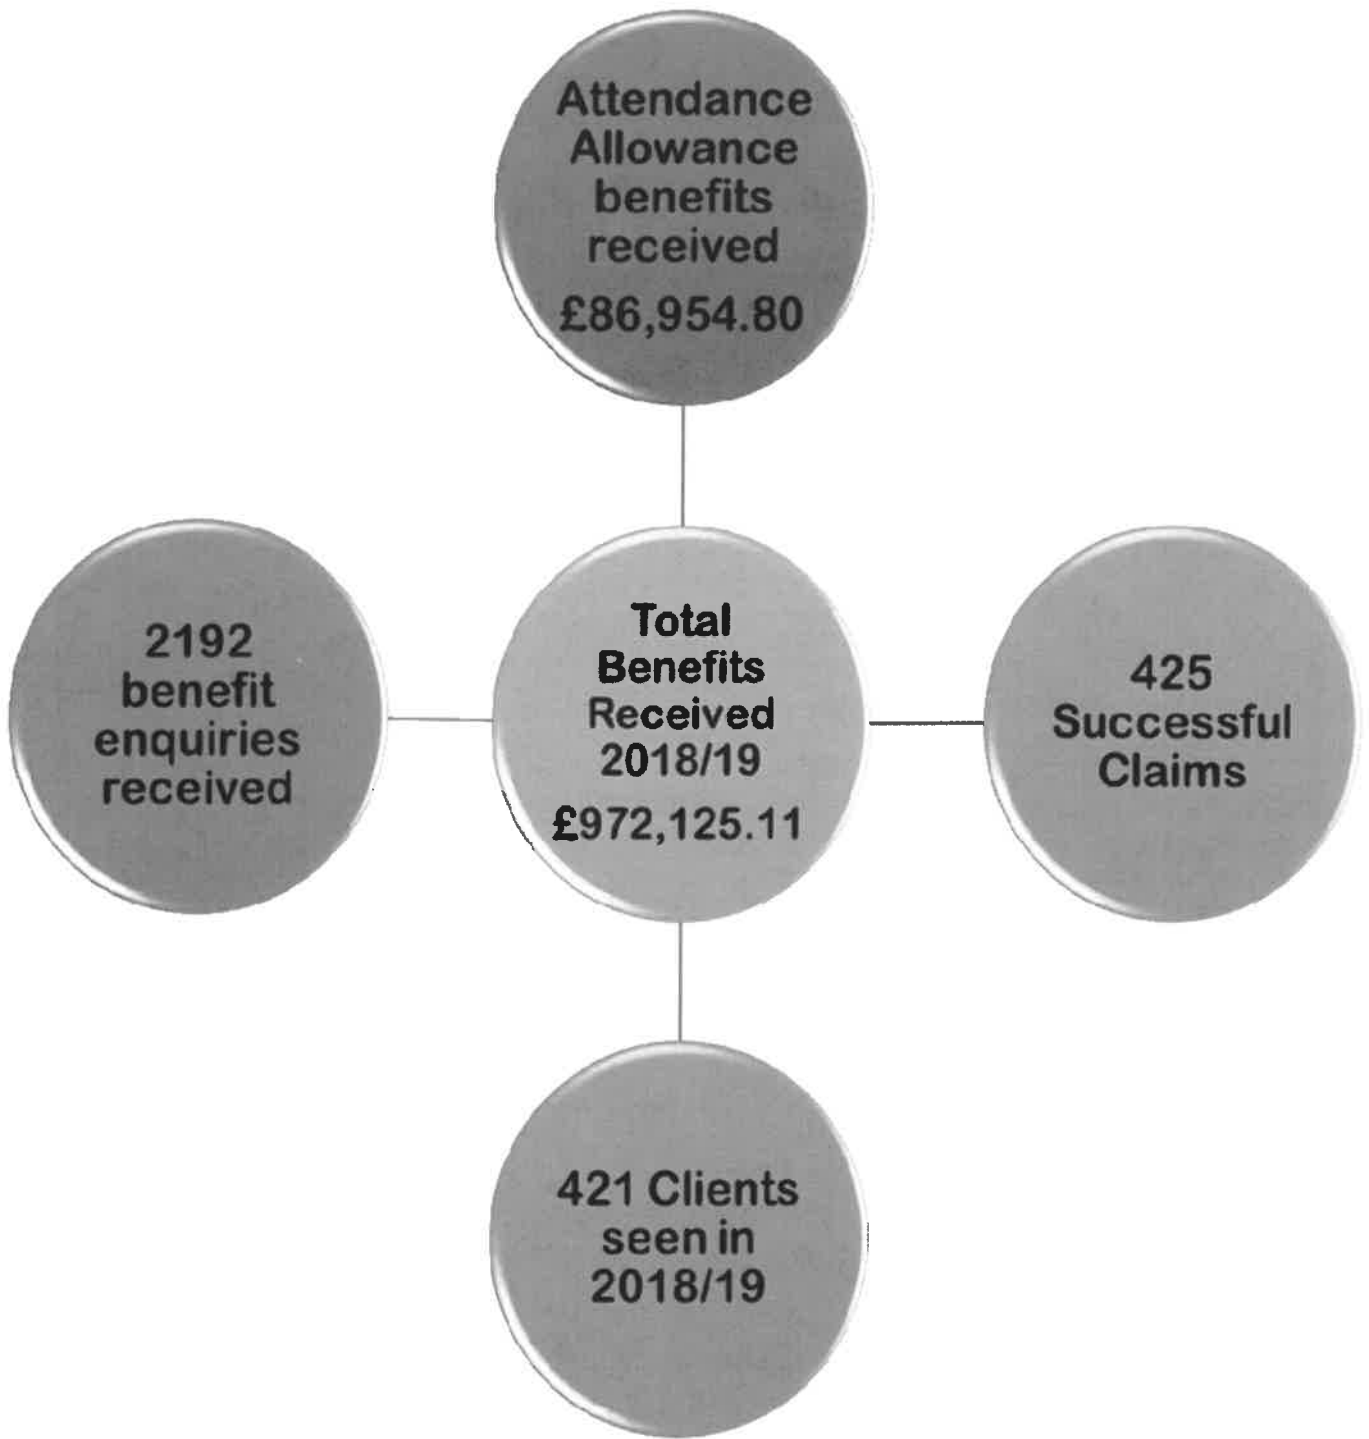 Attendance
Allowance
benefits
received
£86,954.80
2192
benefit
enquiries
received
Total
Benefits
Received
2018/19
£972,125.11
425
Successful
Claims
421 Clients
seen in
2018/19